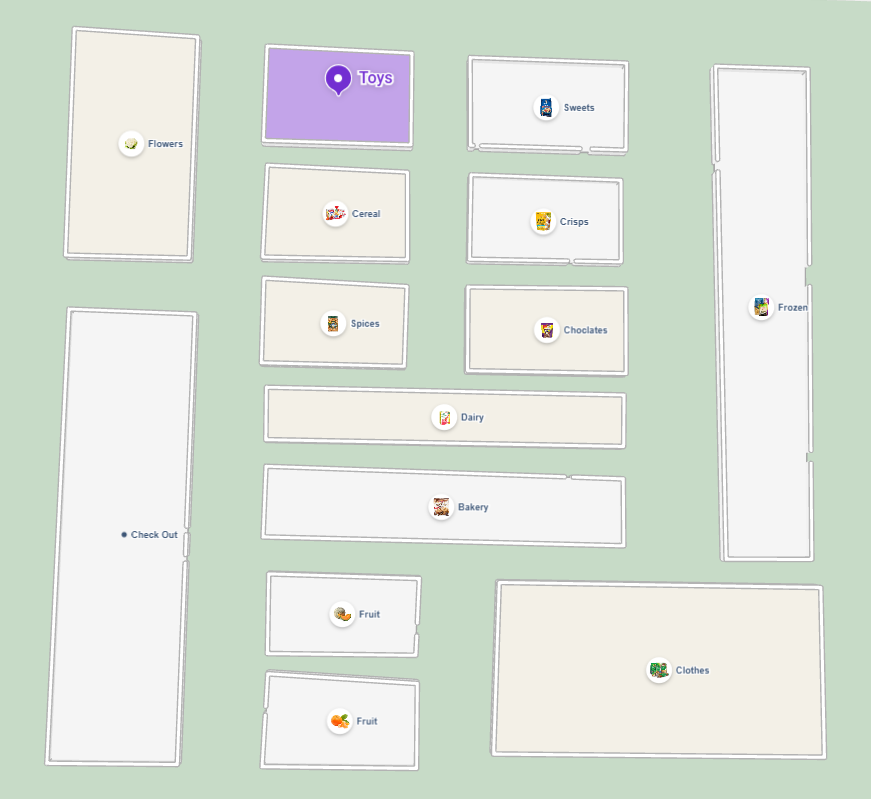 Toys
Sweets
Flowers
Cereal
Crisps
Frozen
Spices
Choclates
Dairy
Bakery
Check Out
Fruit
Clothes
Fruit